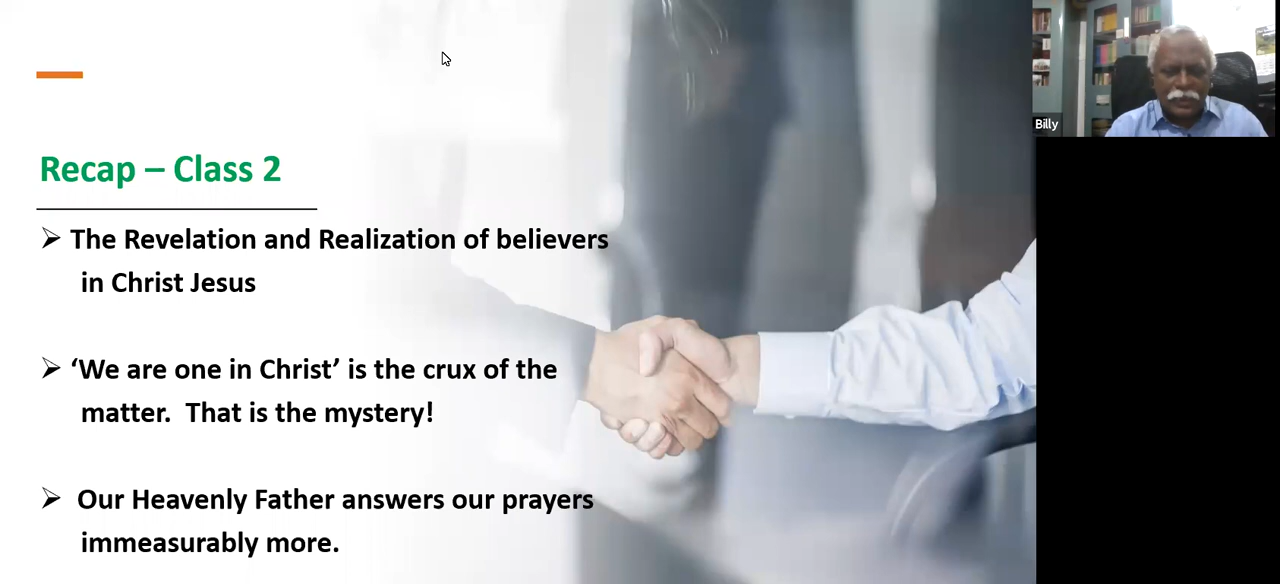 Recap – Class 2
➢ The Revelation and Realization of believers
in Christ Jesus
➢ ‘We are one in Christ’ is the crux of the
matter.  That is the mystery!
➢ Our Heavenly Father answers our prayers
immeasurably more.
Billy